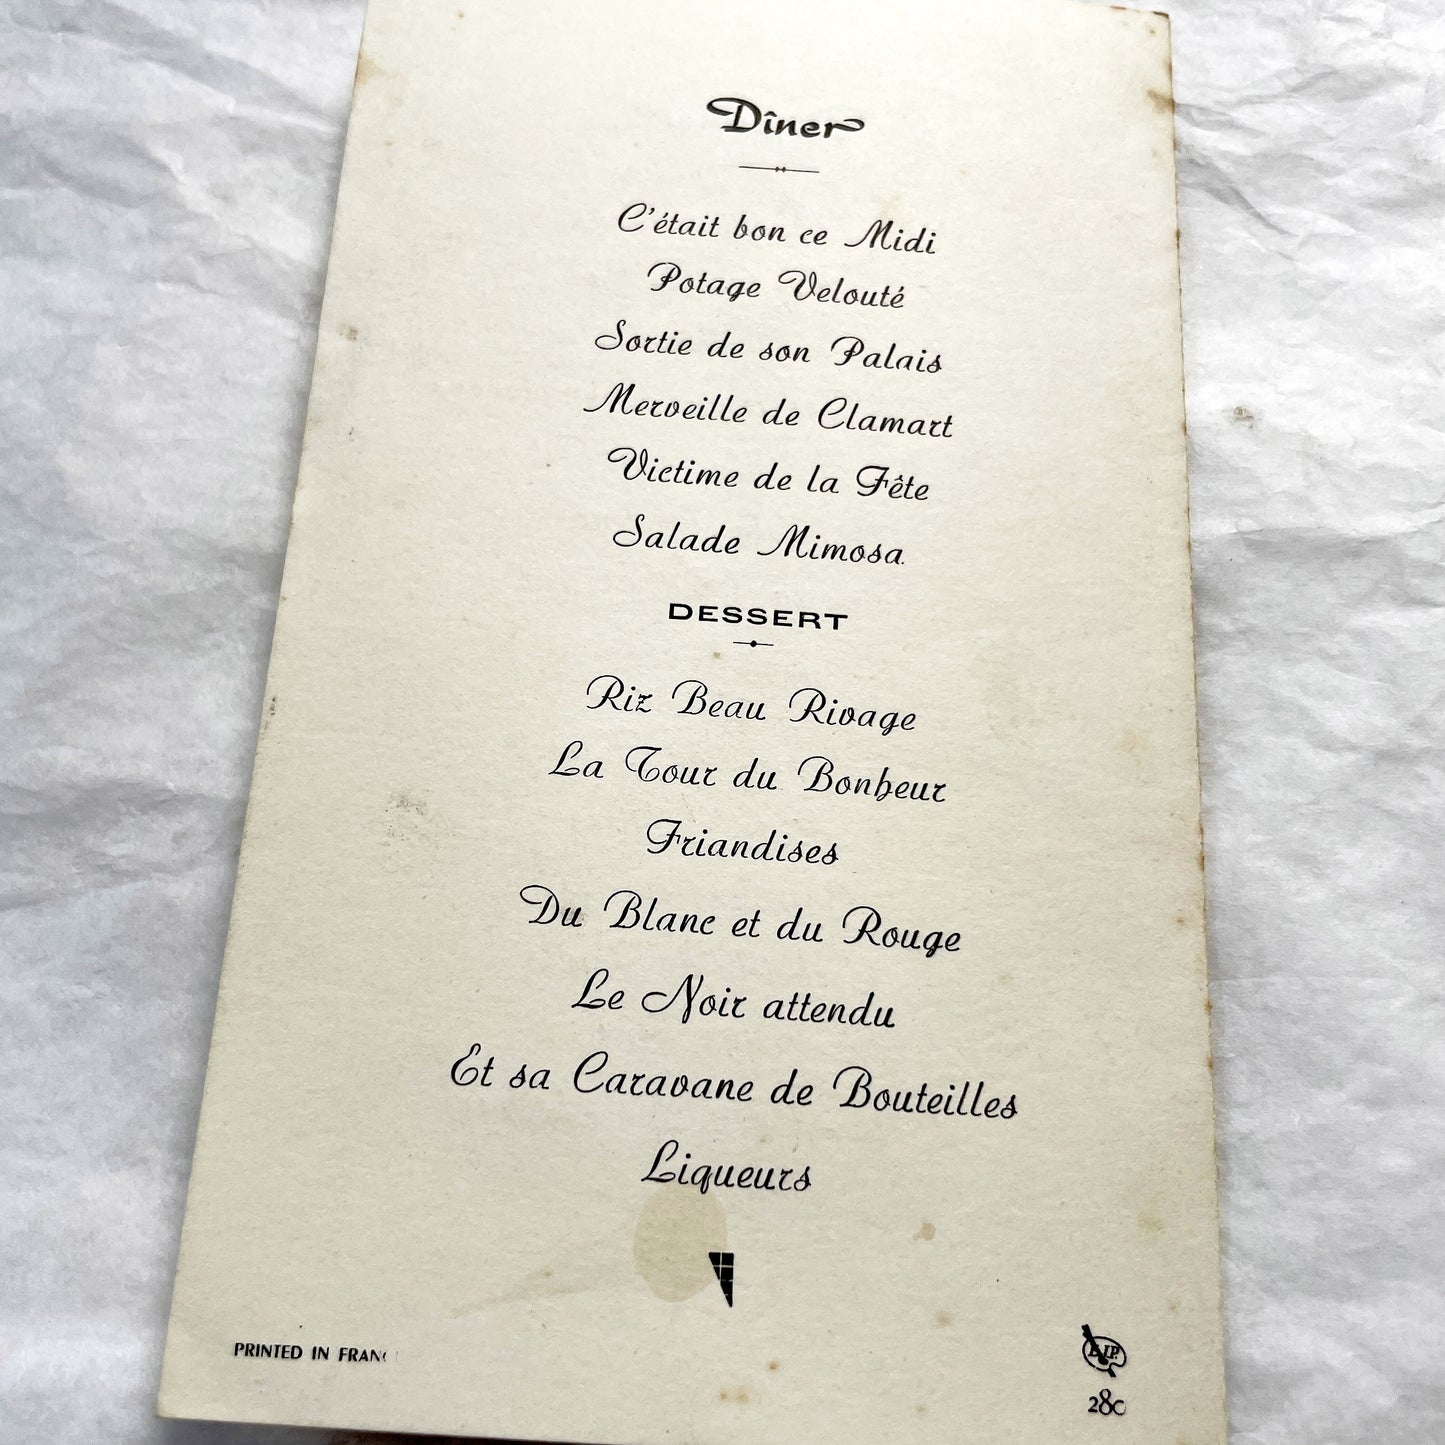 Dîner
C'était bon ce Midi
Potage Velouté
Sortie de son Palais
Merveille de Clamart
Victime de la Fête
Salade Mimosa.
DESSERT
Riz Beau Rivage
La Tour du Bonheur
Friandises
Du Blanc et du Rouge
Le Noir attendu
Et sa Caravane de Bouteilles
Liqueurs
PRINTED IN FRANC